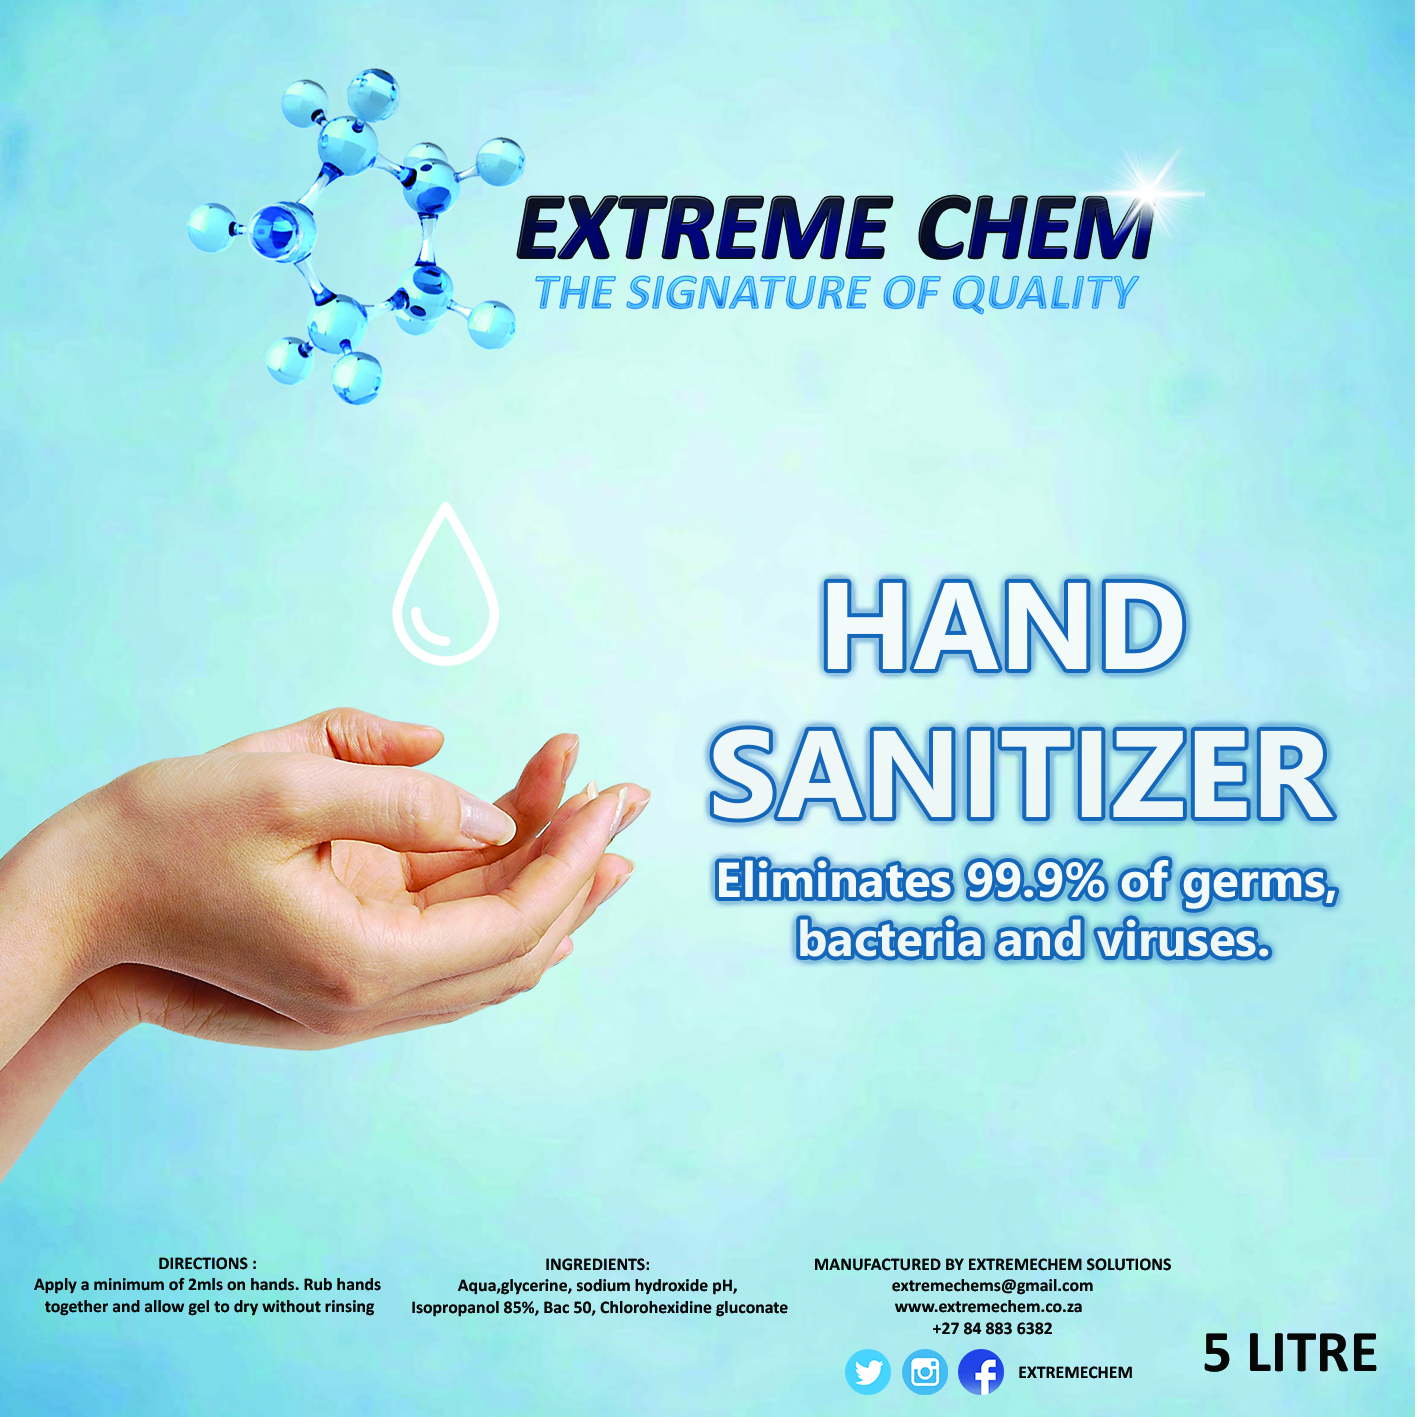 EXTREME CHEM
THE SIGNATURE OF QUALITY
HAND
SANITIZER
Eliminates 99.9% of germs,
bacteria and viruses.
DIRECTIONS :
Apply a minimum of 2mls on hands. Rub hands
together and allow gel to dry without rinsing
INGREDIENTS:
Aqua,glycerine, sodium hydroxide pH,
Isopropanol 85%, Bac 50, Chlorohexidine gluconate
MANUFACTURED BY EXTREMECHEM SOLUTIONS
extremechems@gmail.com
www.extremechem.co.za
+27 84 883 6382
EXTREMECHEM
5 LITRE